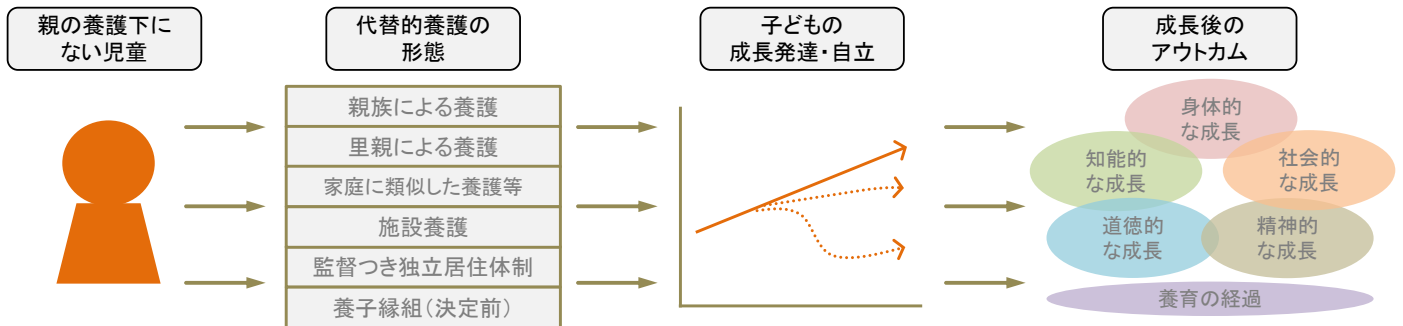 親の養護下に
ない児童
代替的養護の
形態
子どもの
成長発達・自立
成長後の
アウトカム
親族による養護
里親による養護
家庭に類似した養護等
施設養護
監督つき独立居住体制
養子縁組(決定前)
身体的
な成長
知能的
な成長
社会的
な成長
道徳的
な成長
精神的
な成長
養育の経過